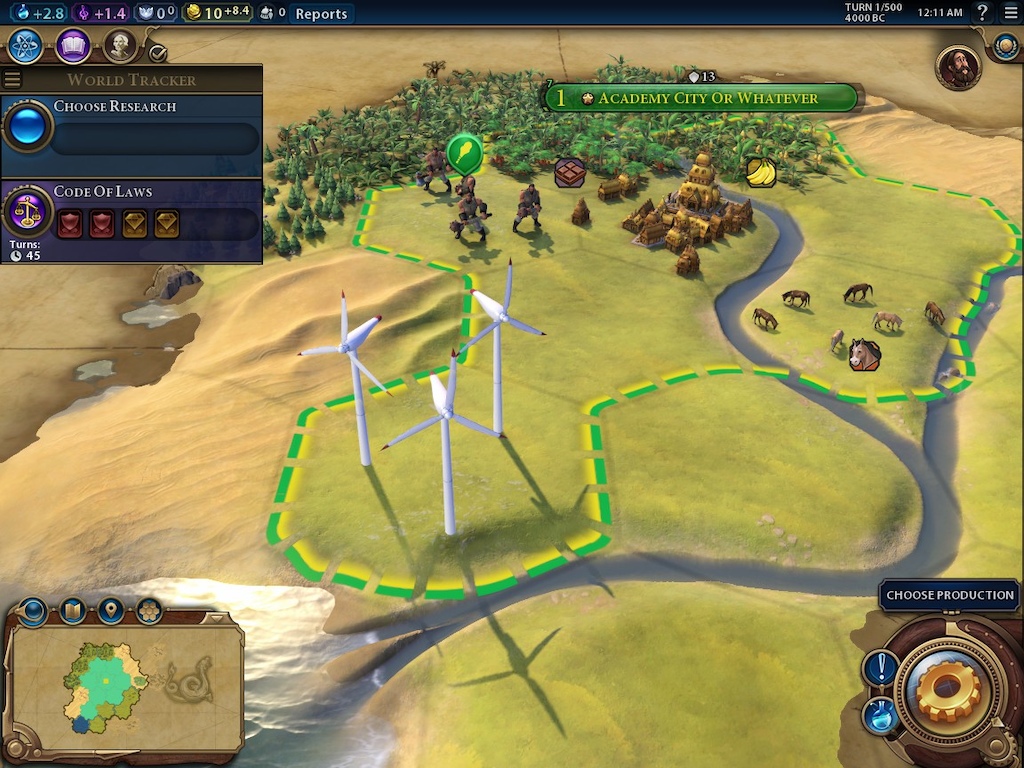 +2.8 +1.4 0 0 10 +8.4 0 Reports
TURN 1/500
4000 BC
12:11 AM ?
WORLD TRACKER
CHOOSE RESEARCH
CODE OF LAWS
Turns:
45
13
7
1 ACADEMY CITY OR WHATEVER
CHOOSE PRODUCTION